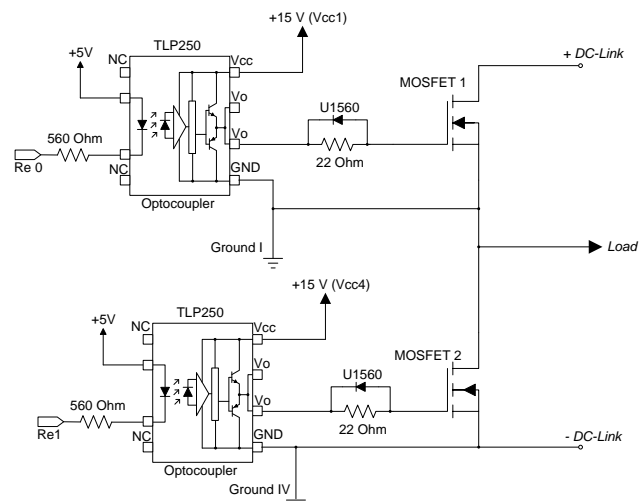 +15 V (Vcc1)
TLP250
+5V
NC
Vcc
+ DC-Link
MOSFET 1
Vo
U1560
560 Ohm
Vo
Re 0
22 Ohm
NC
GND
Optocoupler
Ground I
Load
+15 V (Vcc4)
TLP250
+5V
NC
Vcc
MOSFET 2
Vo
U1560
560 Ohm
Vo
Re1
22 Ohm
NC
GND
- DC-Link
Optocoupler
Ground IV